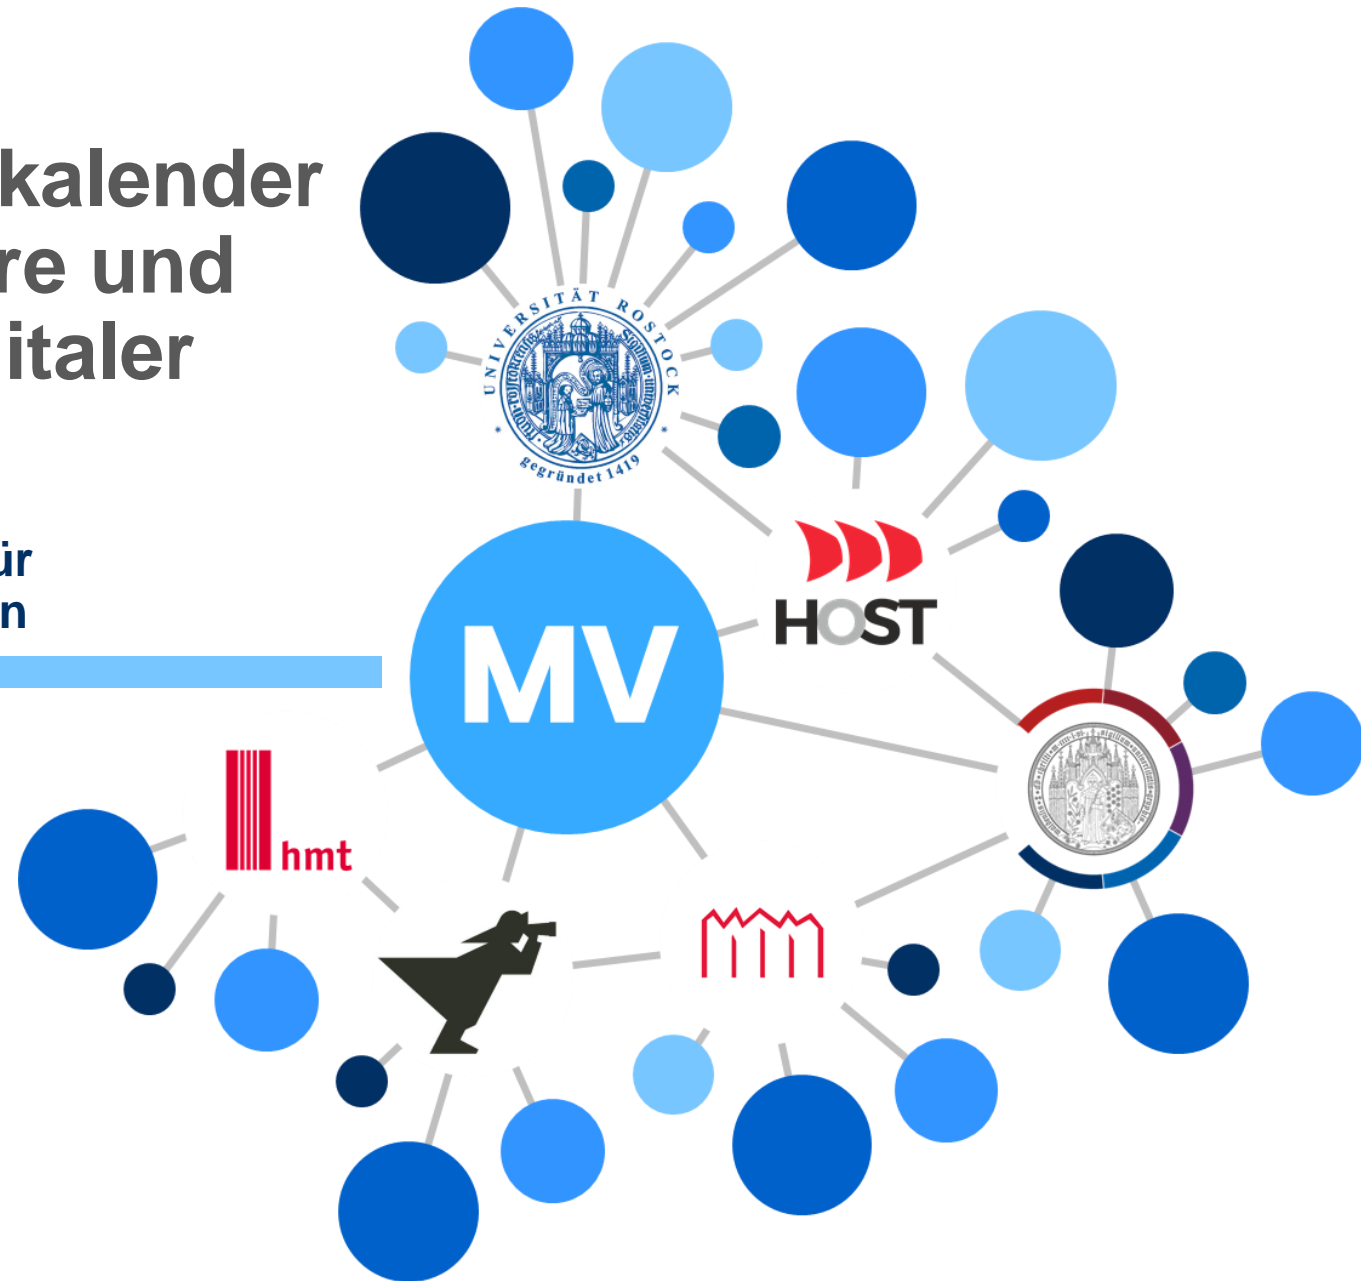 kalender
re und
italer
ür
n
UNIVERSITÄT ROSTOCK
gegründet 1419
HOST
MV
hmt